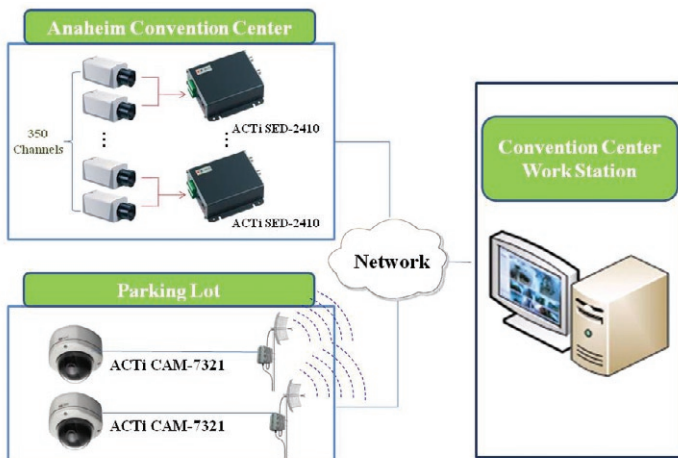 Anaheim Convention Center
350
Channels
ACTi SED-2410
ACTi SED-2410
Convention Center
Work Station
Network
Parking Lot
ACTi CAM-7321
ACTi CAM-7321